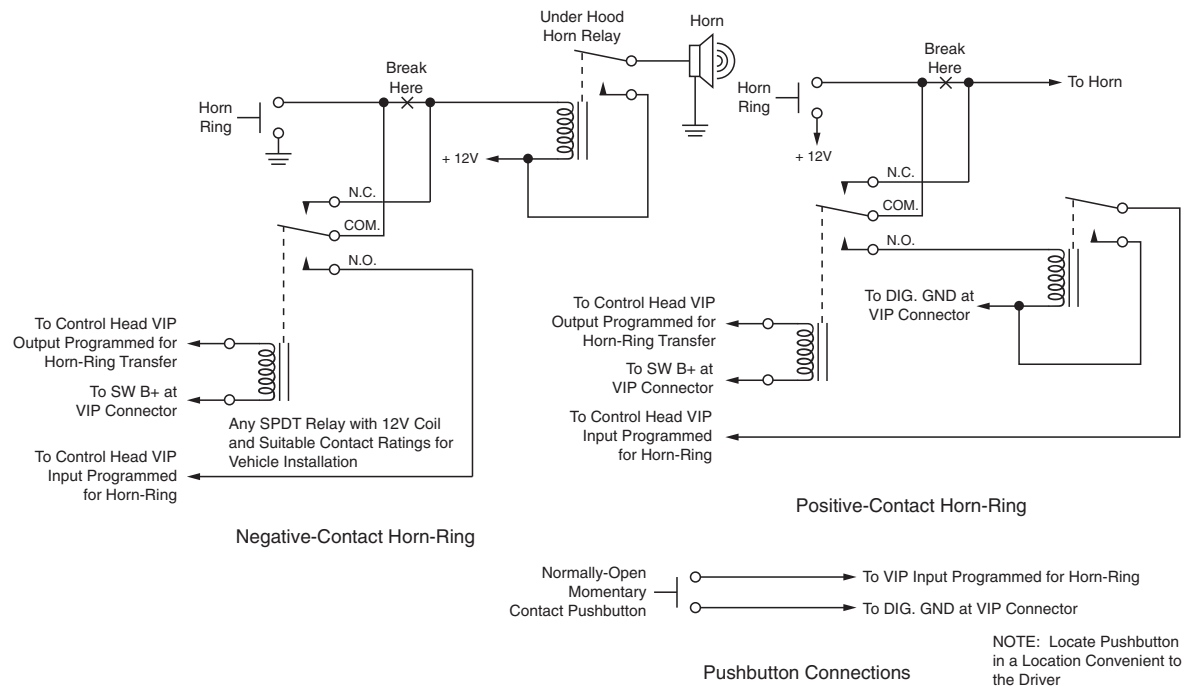 Under Hood
Horn Relay
Horn
Break
Here
Horn
Ring
+ 12V
N.C.
COM.
N.O.
To Control Head VIP
Output Programmed for
Horn-Ring Transfer
To SW B+ at
VIP Connector
Any SPDT Relay with 12V Coil
and Suitable Contact Ratings for
Vehicle Installation
To Control Head VIP
Input Programmed
for Horn-Ring
Negative-Contact Horn-Ring
Break
Here
To Horn
Horn
Ring
+ 12V
N.C.
COM.
N.O.
To DIG. GND at
VIP Connector
To Control Head VIP
Output Programmed for
Horn-Ring Transfer
To SW B+ at
VIP Connector
To Control Head VIP
Input Programmed
for Horn-Ring
Positive-Contact Horn-Ring
Normally-Open
Momentary
Contact Pushbutton
To VIP Input Programmed for Horn-Ring
To DIG. GND at VIP Connector
Pushbutton Connections
NOTE: Locate Pushbutton
in a Location Convenient to
the Driver